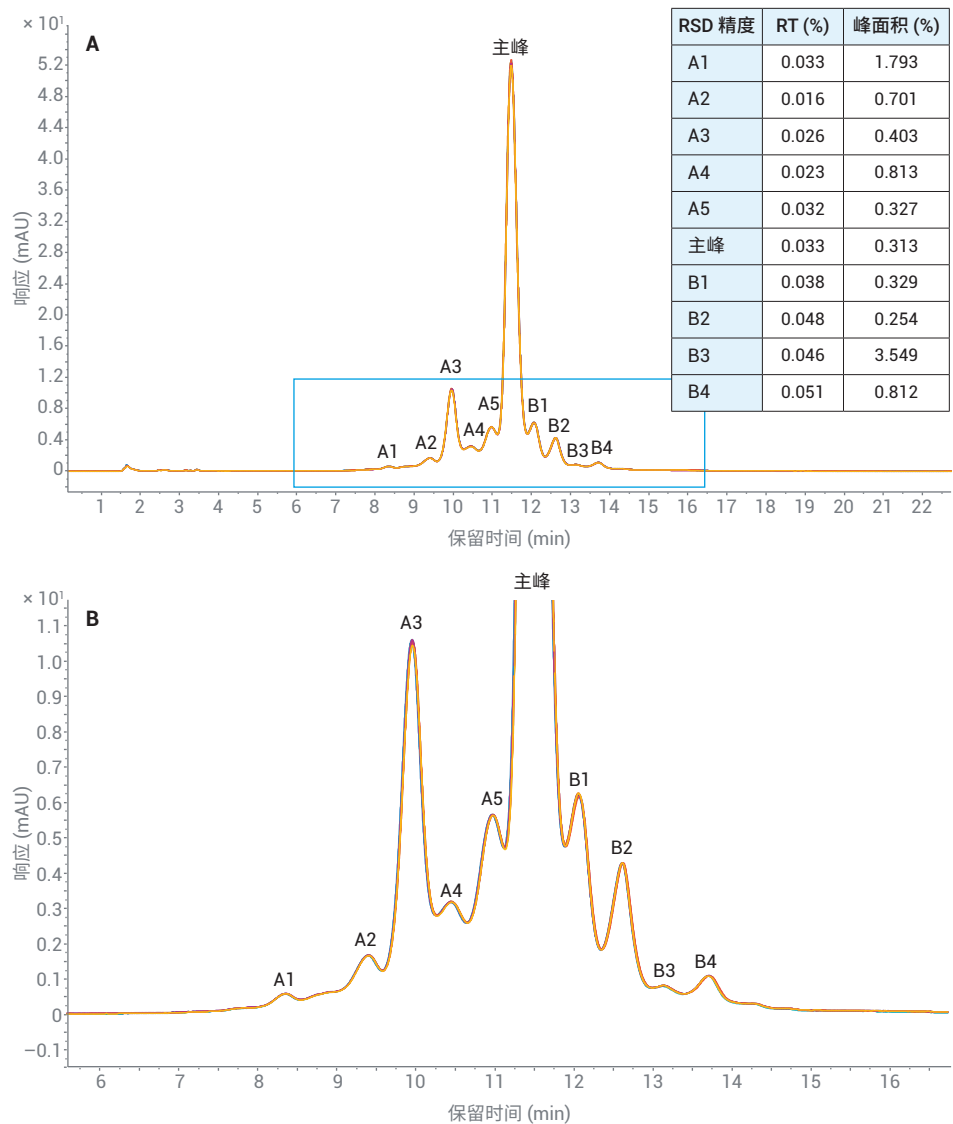 × 10¹
A
5.2
4.8
4.4
4.0
3.6
3.2
2.8
2.4
2.0
1.6
1.2
0.8
0.4
0
响应 (mAU)
主峰
A1
A2
A3
A4
A5
B1
B2
B3
B4
1 2 3 4 5 6 7 8 9 10 11 12 13 14 15 16 17 18 19 20 21 22
保留时间 (min)
RSD 精度 RT (%) 峰面积 (%)
A1 0.033 1.793
A2 0.016 0.701
A3 0.026 0.403
A4 0.023 0.813
A5 0.032 0.327
主峰 0.033 0.313
B1 0.038 0.329
B2 0.048 0.254
B3 0.046 3.549
B4 0.051 0.812
× 10¹
B
1.1
1.0
0.9
0.8
0.7
0.6
0.5
0.4
0.3
0.2
0.1
0
−0.1
响应 (mAU)
主峰
A1
A2
A3
A4
A5
B1
B2
B3
B4
6 7 8 9 10 11 12 13 14 15 16
保留时间 (min)